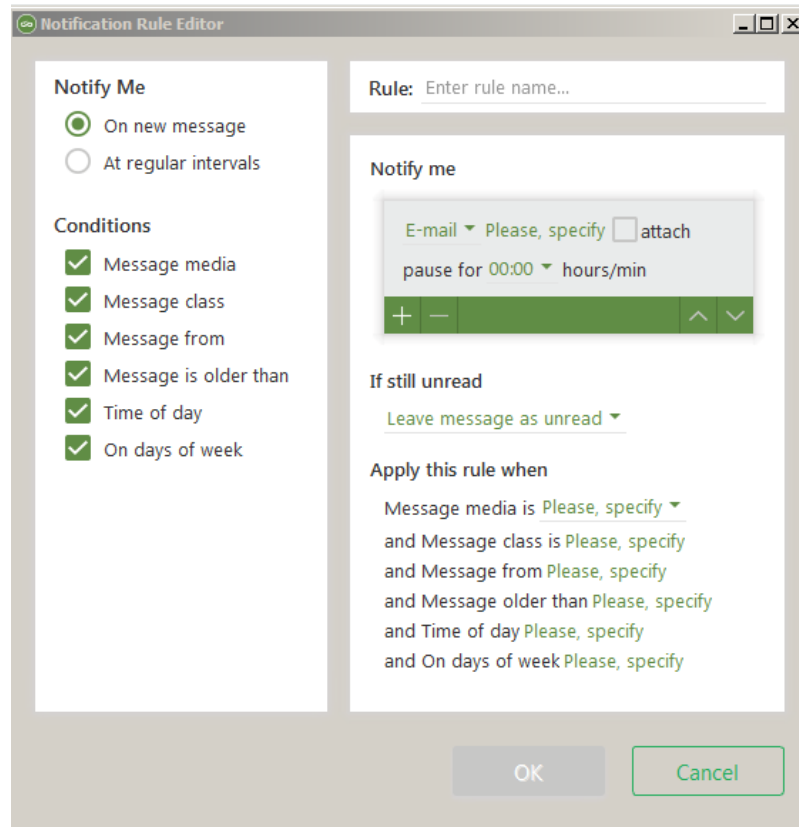 Notification Rule Editor
Notify Me
On new message
At regular intervals
Conditions
Message media
Message class
Message from
Message is older than
Time of day
On days of week
Rule: Enter rule name...
Notify me
E-mail Please, specify attach
pause for 00:00 hours/min
If still unread
Leave message as unread
Apply this rule when
Message media is Please, specify
and Message class is Please, specify
and Message from Please, specify
and Message older than Please, specify
and Time of day Please, specify
and On days of week Please, specify
OK Cancel